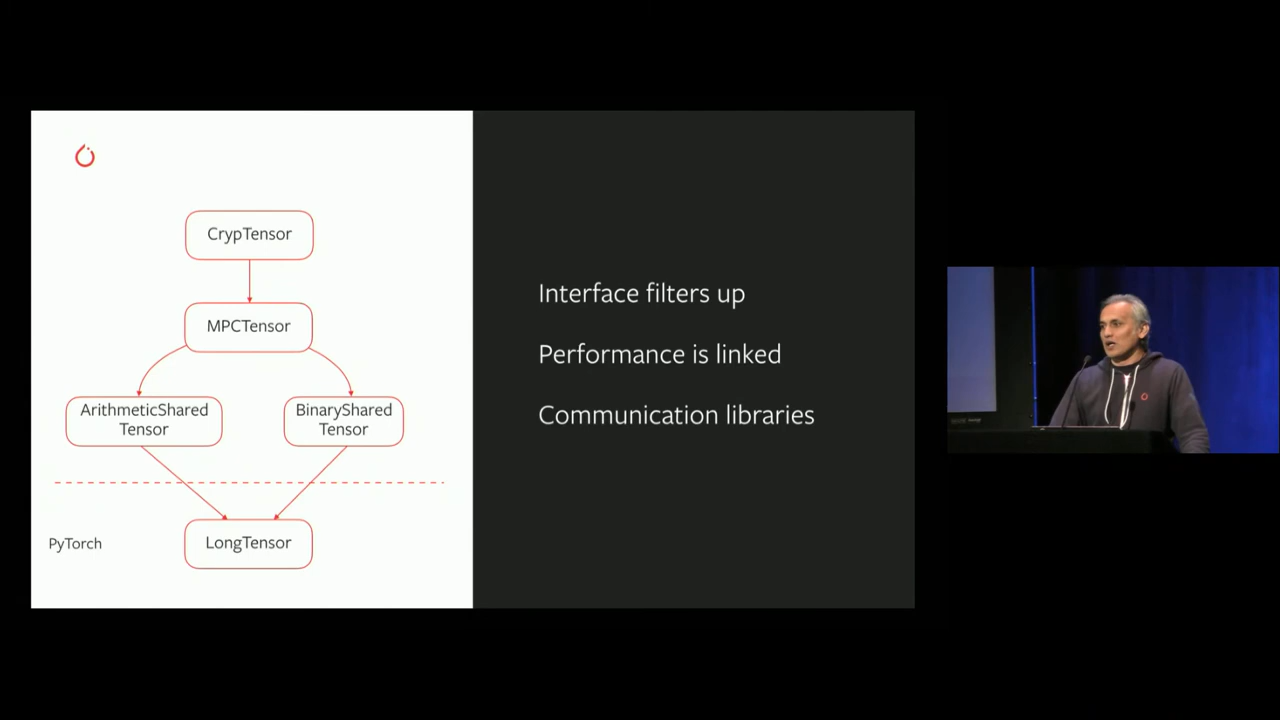 CrypTensor
MPCTensor
ArithmeticShared
Tensor
BinaryShared
Tensor
PyTorch
LongTensor
Interface filters up
Performance is linked
Communication libraries